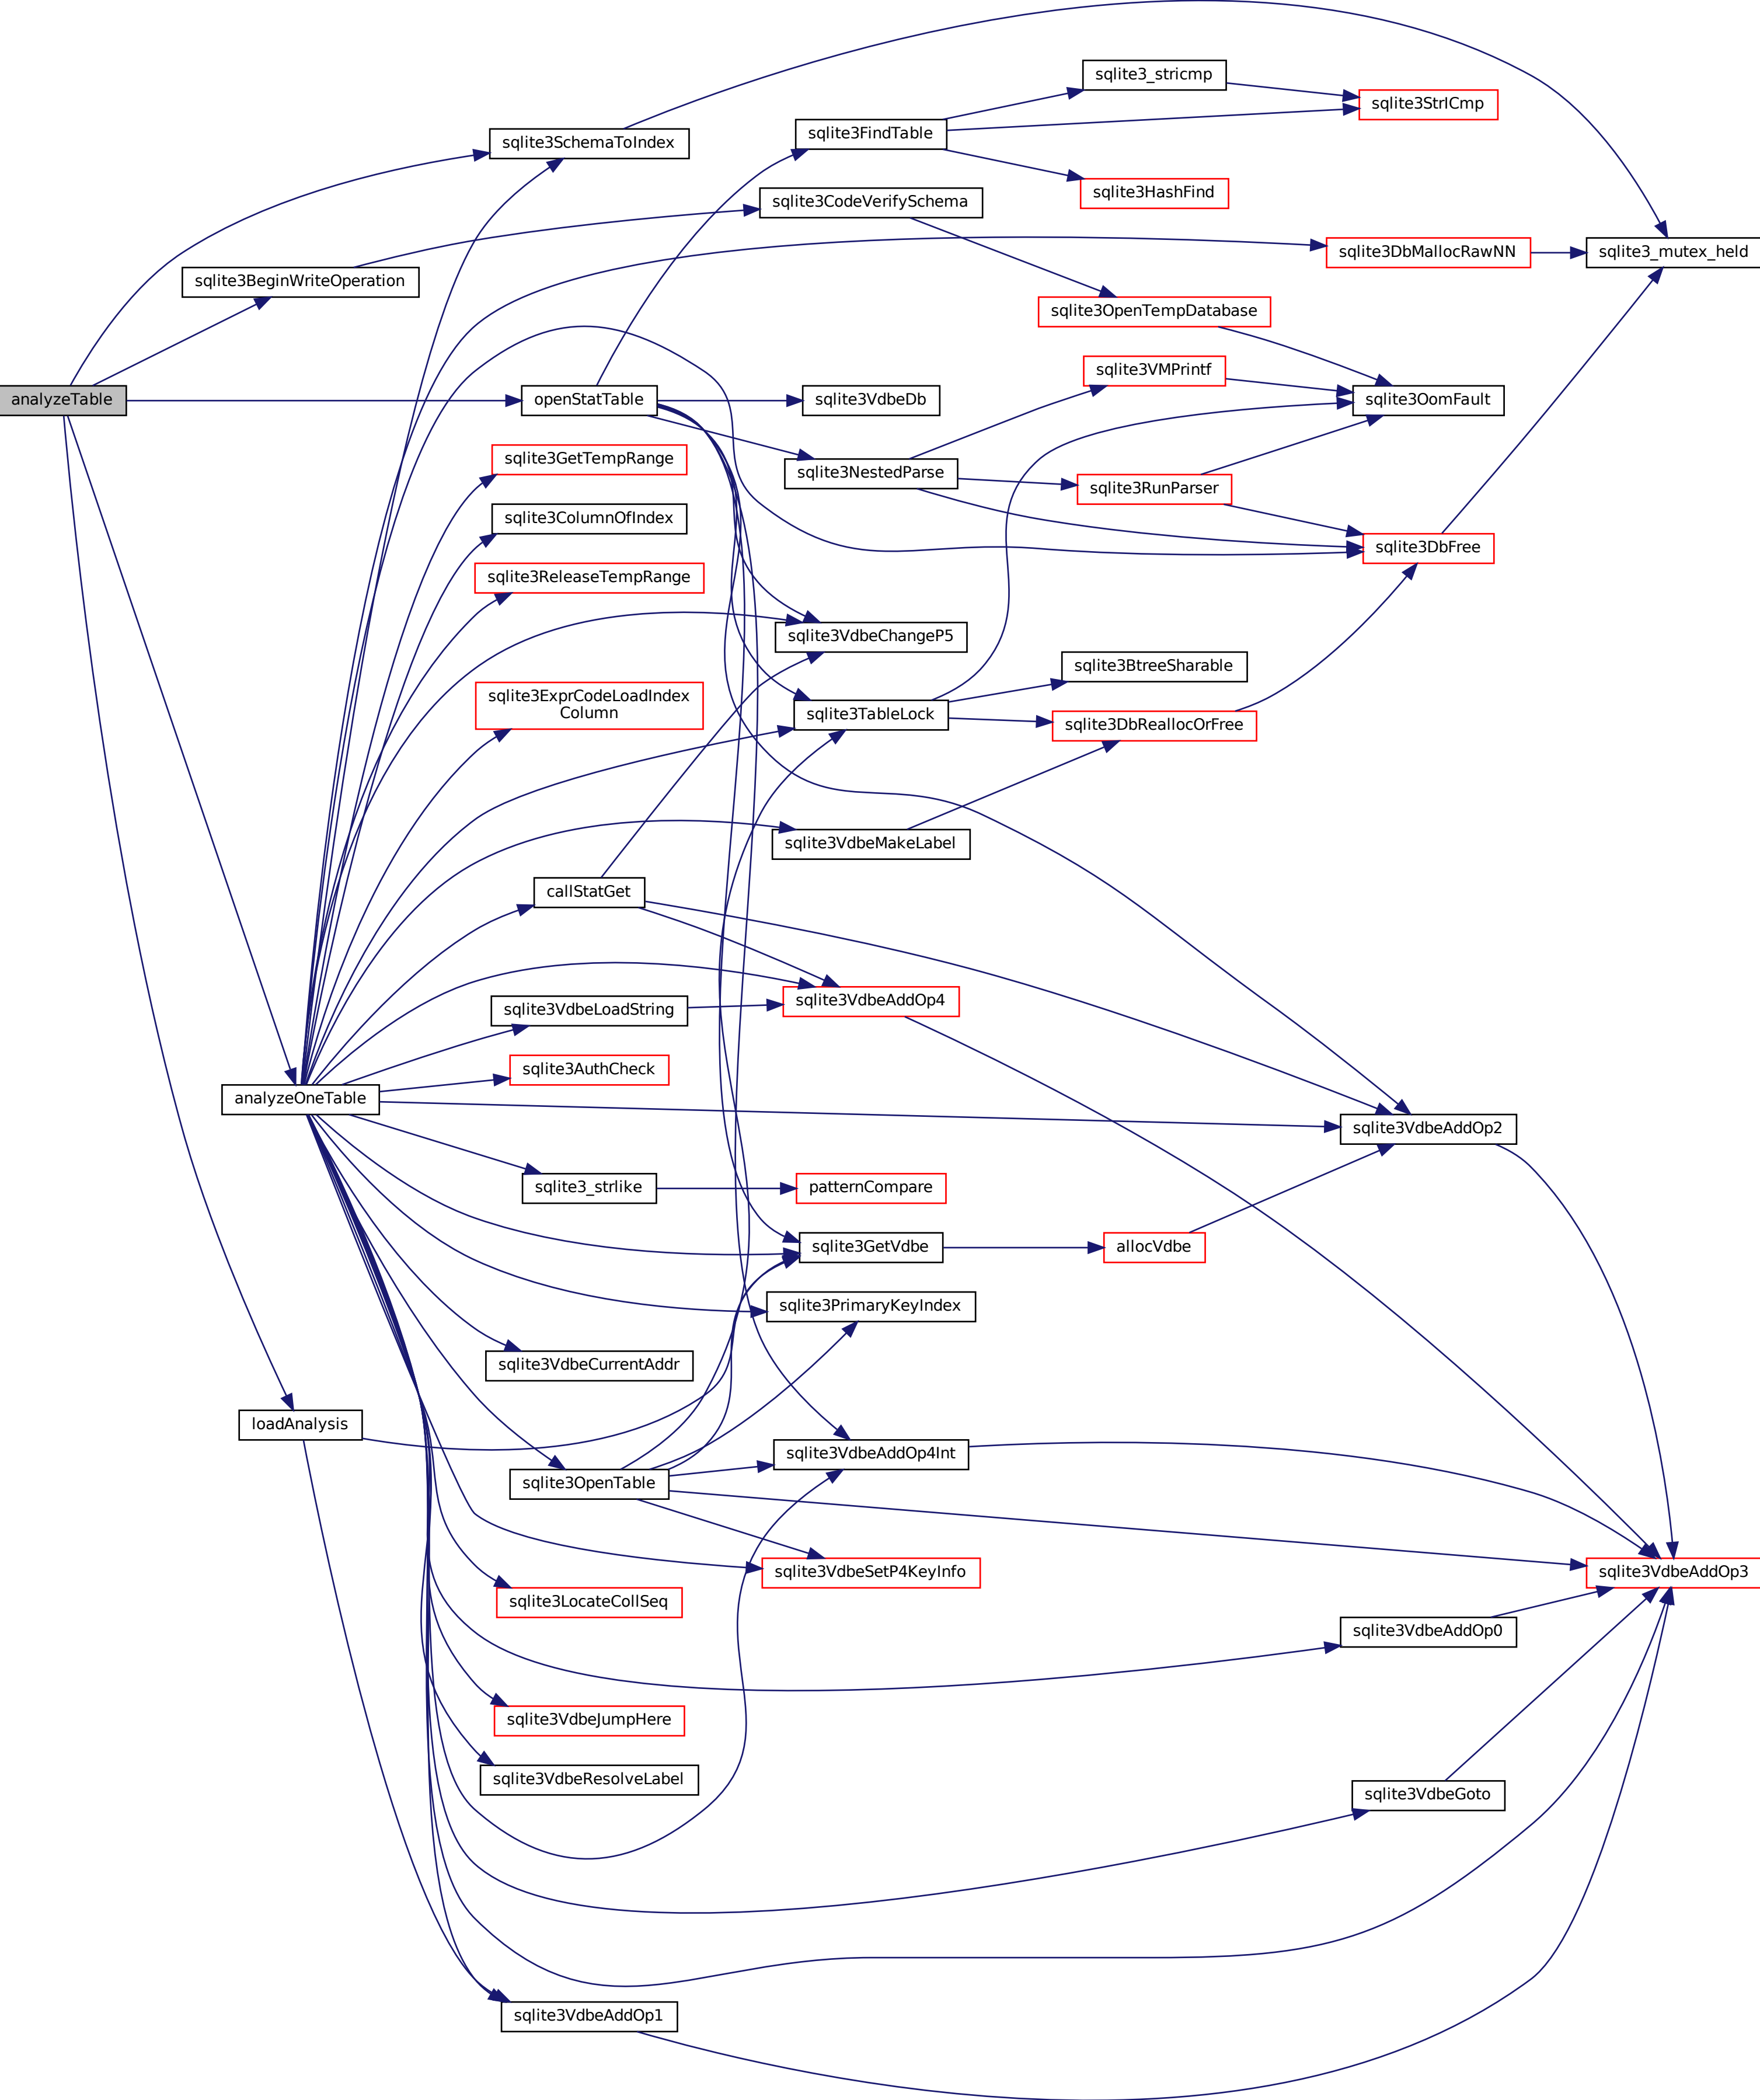 sqlite3_stricmp
sqlite3StrICmp
sqlite3FindTable
sqlite3SchemaToIndex
sqlite3HashFind
sqlite3CodeVerifySchema
sqlite3DbMallocRawNN
sqlite3_mutex_held
sqlite3BeginWriteOperation
sqlite3OpenTempDatabase
sqlite3VMPrintf
analyzeTable
openStatTable
sqlite3VdbeDb
sqlite3OomFault
sqlite3GetTempRange
sqlite3NestedParse
sqlite3RunParser
sqlite3ColumnOfIndex
sqlite3DbFree
sqlite3ReleaseTempRange
sqlite3VdbeChangeP5
sqlite3BtreeSharable
sqlite3ExprCodeLoadIndex
Column
sqlite3TableLock
sqlite3DbReallocOrFree
sqlite3VdbeMakeLabel
callStatGet
sqlite3VdbeAddOp4
sqlite3VdbeLoadString
sqlite3AuthCheck
analyzeOneTable
sqlite3VdbeAddOp2
sqlite3_strlike
patternCompare
sqlite3GetVdbe
allocVdbe
sqlite3PrimaryKeyIndex
sqlite3VdbeCurrentAddr
loadAnalysis
sqlite3VdbeAddOp4Int
sqlite3OpenTable
sqlite3VdbeSetP4KeyInfo
sqlite3VdbeAddOp3
sqlite3LocateCollSeq
sqlite3VdbeAddOp0
sqlite3VdbeJumpHere
sqlite3VdbeResolveLabel
sqlite3VdbeGoto
sqlite3VdbeAddOp1